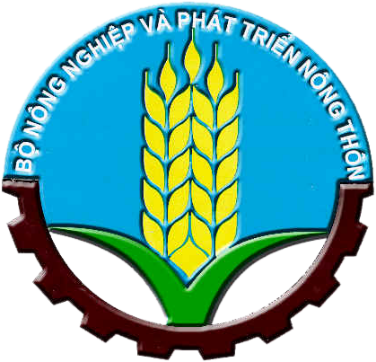 BỘ NÔNG NGHIỆP VÀ PHÁT TRIỂN NÔNG THÔN